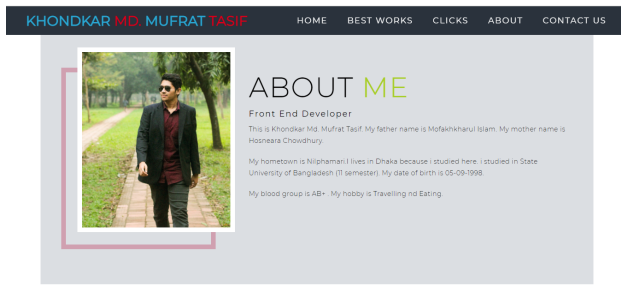 KHONDKAR MD. MUFRAT TASIF
HOME BEST WORKS CLICKS ABOUT CONTACT US
ABOUT ME
Front End Developer
This is Khondkar Md. Mufrat Tasif. My father name is Mofakhkharul Islam. My mother name is
Hosneara Chowdhury.
My hometown is Nilphamari.I lives in Dhaka because i studied here. i studied in State
University of Bangladesh (11 semester). My date of birth is 05-09-1998.
My blood group is AB+ . My hobby is Travelling nd Eating.